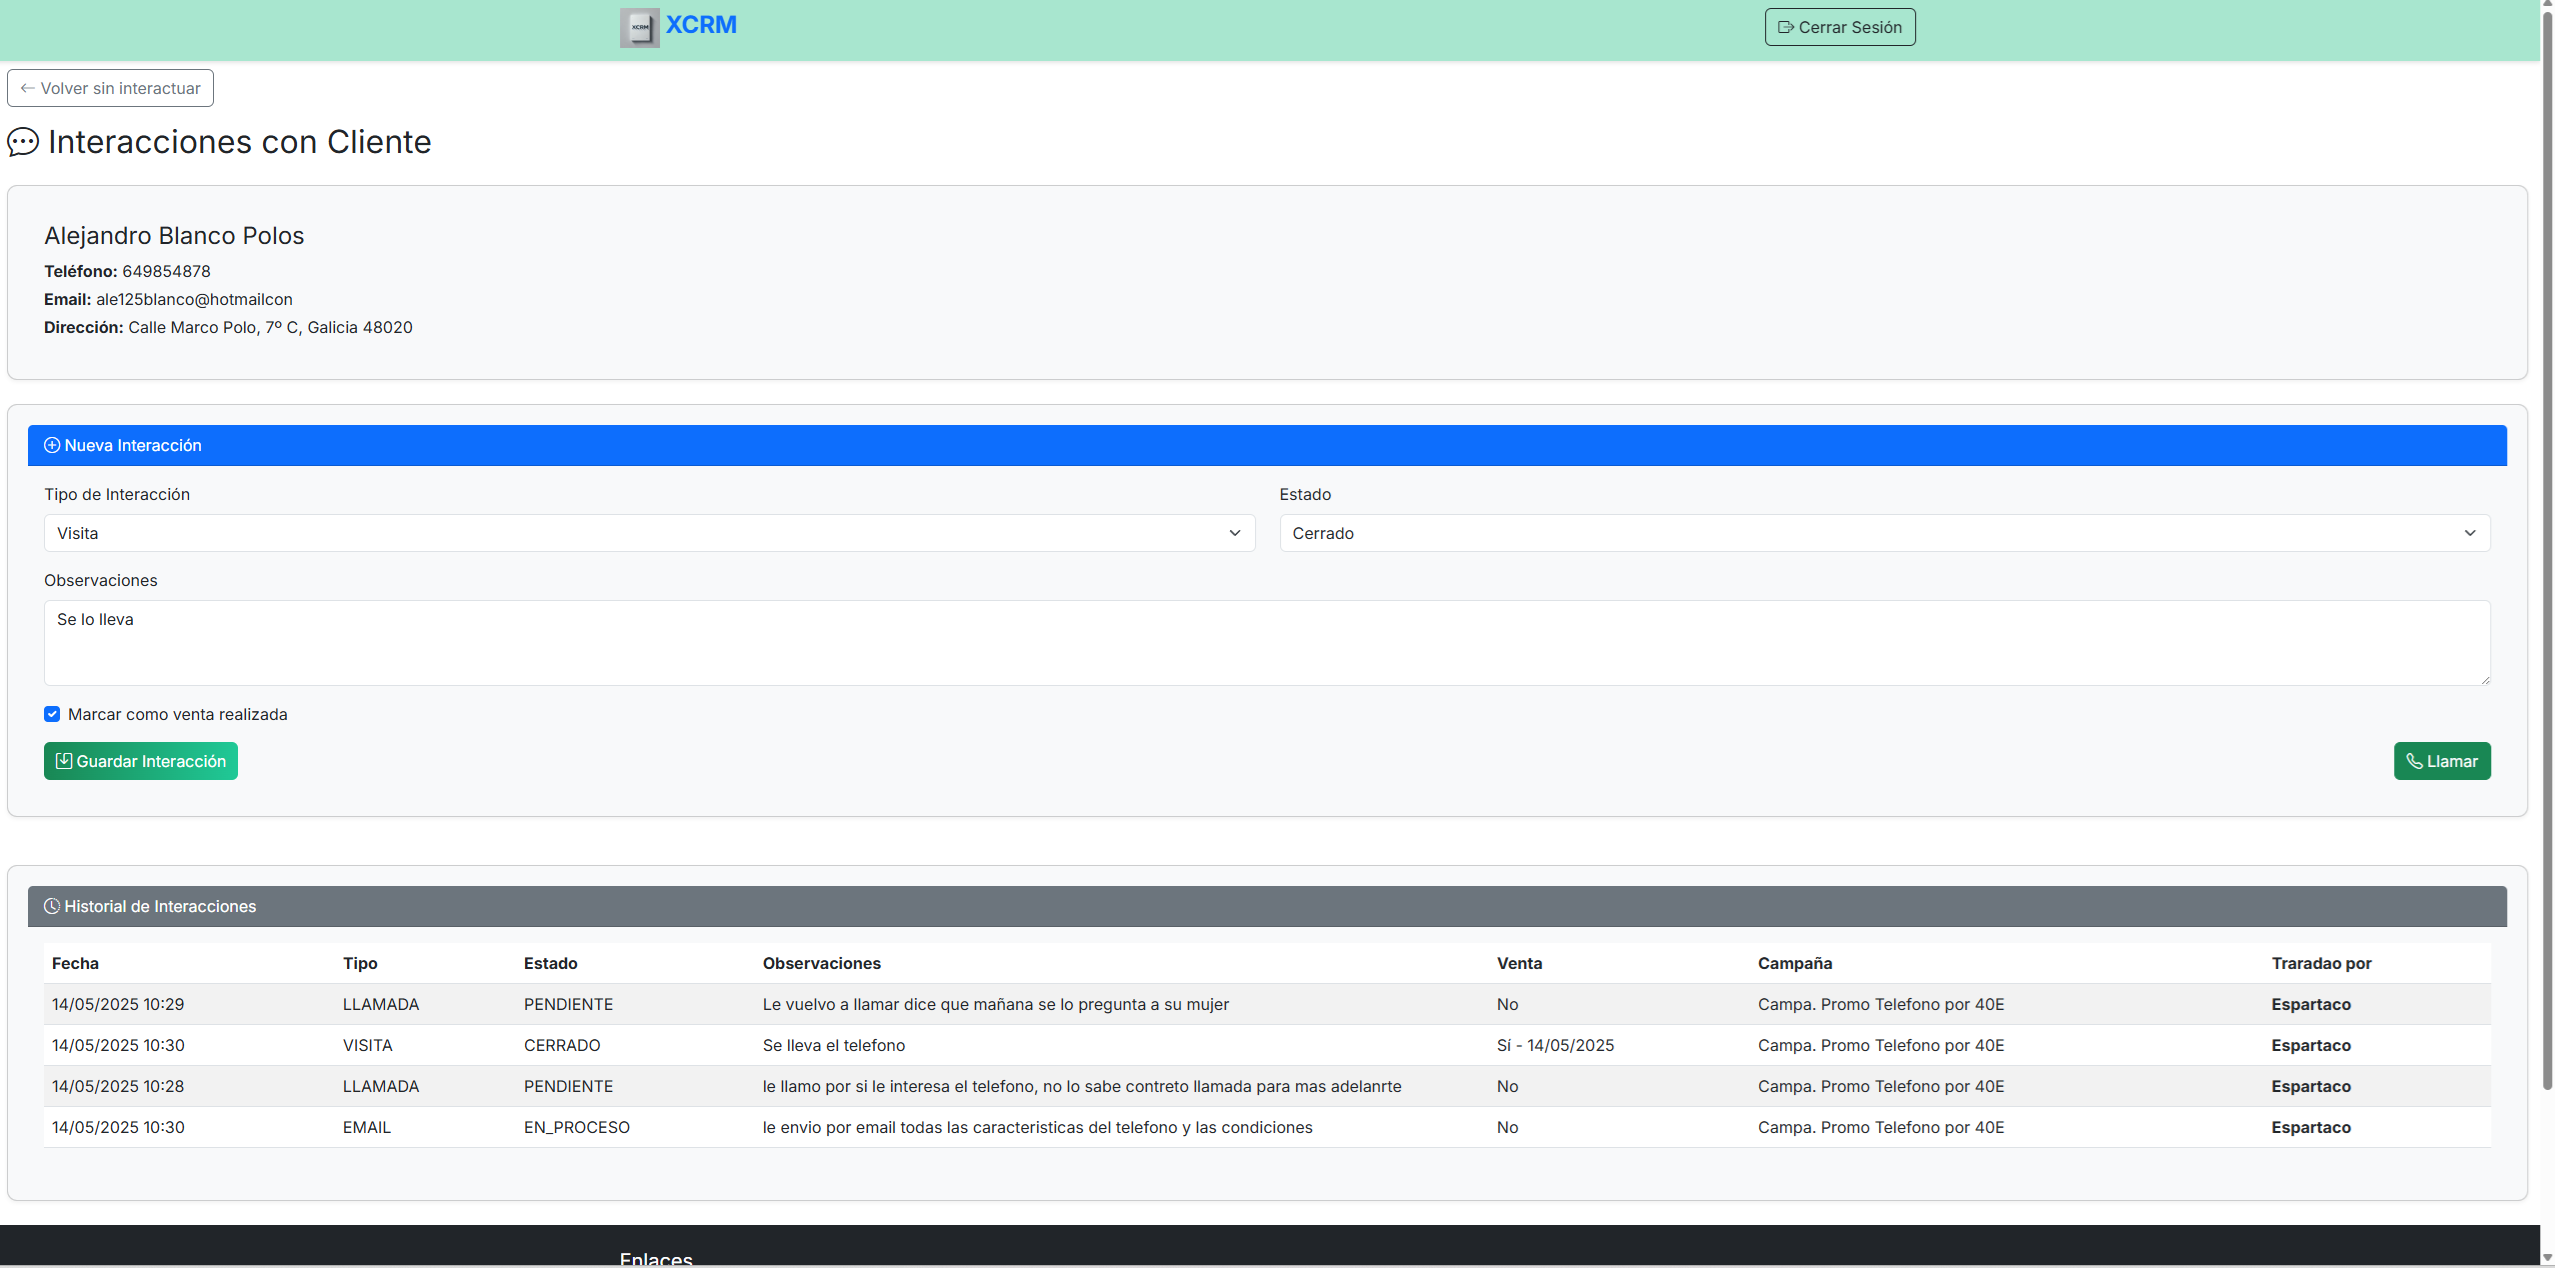 XCRM
XCRM
Cerrar Sesión
Volver sin interactuar
Interacciones con Cliente
Alejandro Blanco Polos
Teléfono: 649854878
Email: ale125blanco@hotmailcon
Dirección: Calle Marco Polo, 7º C, Galicia 48020
Nueva Interacción
Tipo de Interacción Estado
Visita Cerrado
Observaciones
Se lo lleva
Marcar como venta realizada
Guardar Interacción Llamar
Historial de Interacciones
Fecha Tipo Estado Observaciones Venta Campaña Traradao por
14/05/2025 10:29 LLAMADA PENDIENTE Le vuelvo a llamar dice que mañana se lo pregunta a su mujer No Campa. Promo Telefono por 40E Espartaco
14/05/2025 10:30 VISITA CERRADO Se lleva el telefono Sí - 14/05/2025 Campa. Promo Telefono por 40E Espartaco
14/05/2025 10:28 LLAMADA PENDIENTE le llamo por si le interesa el telefono, no lo sabe contreto llamada para mas adelanrte No Campa. Promo Telefono por 40E Espartaco
14/05/2025 10:30 EMAIL EN_PROCESO le envio por email todas las caracteristicas del telefono y las condiciones No Campa. Promo Telefono por 40E Espartaco
Enlaces